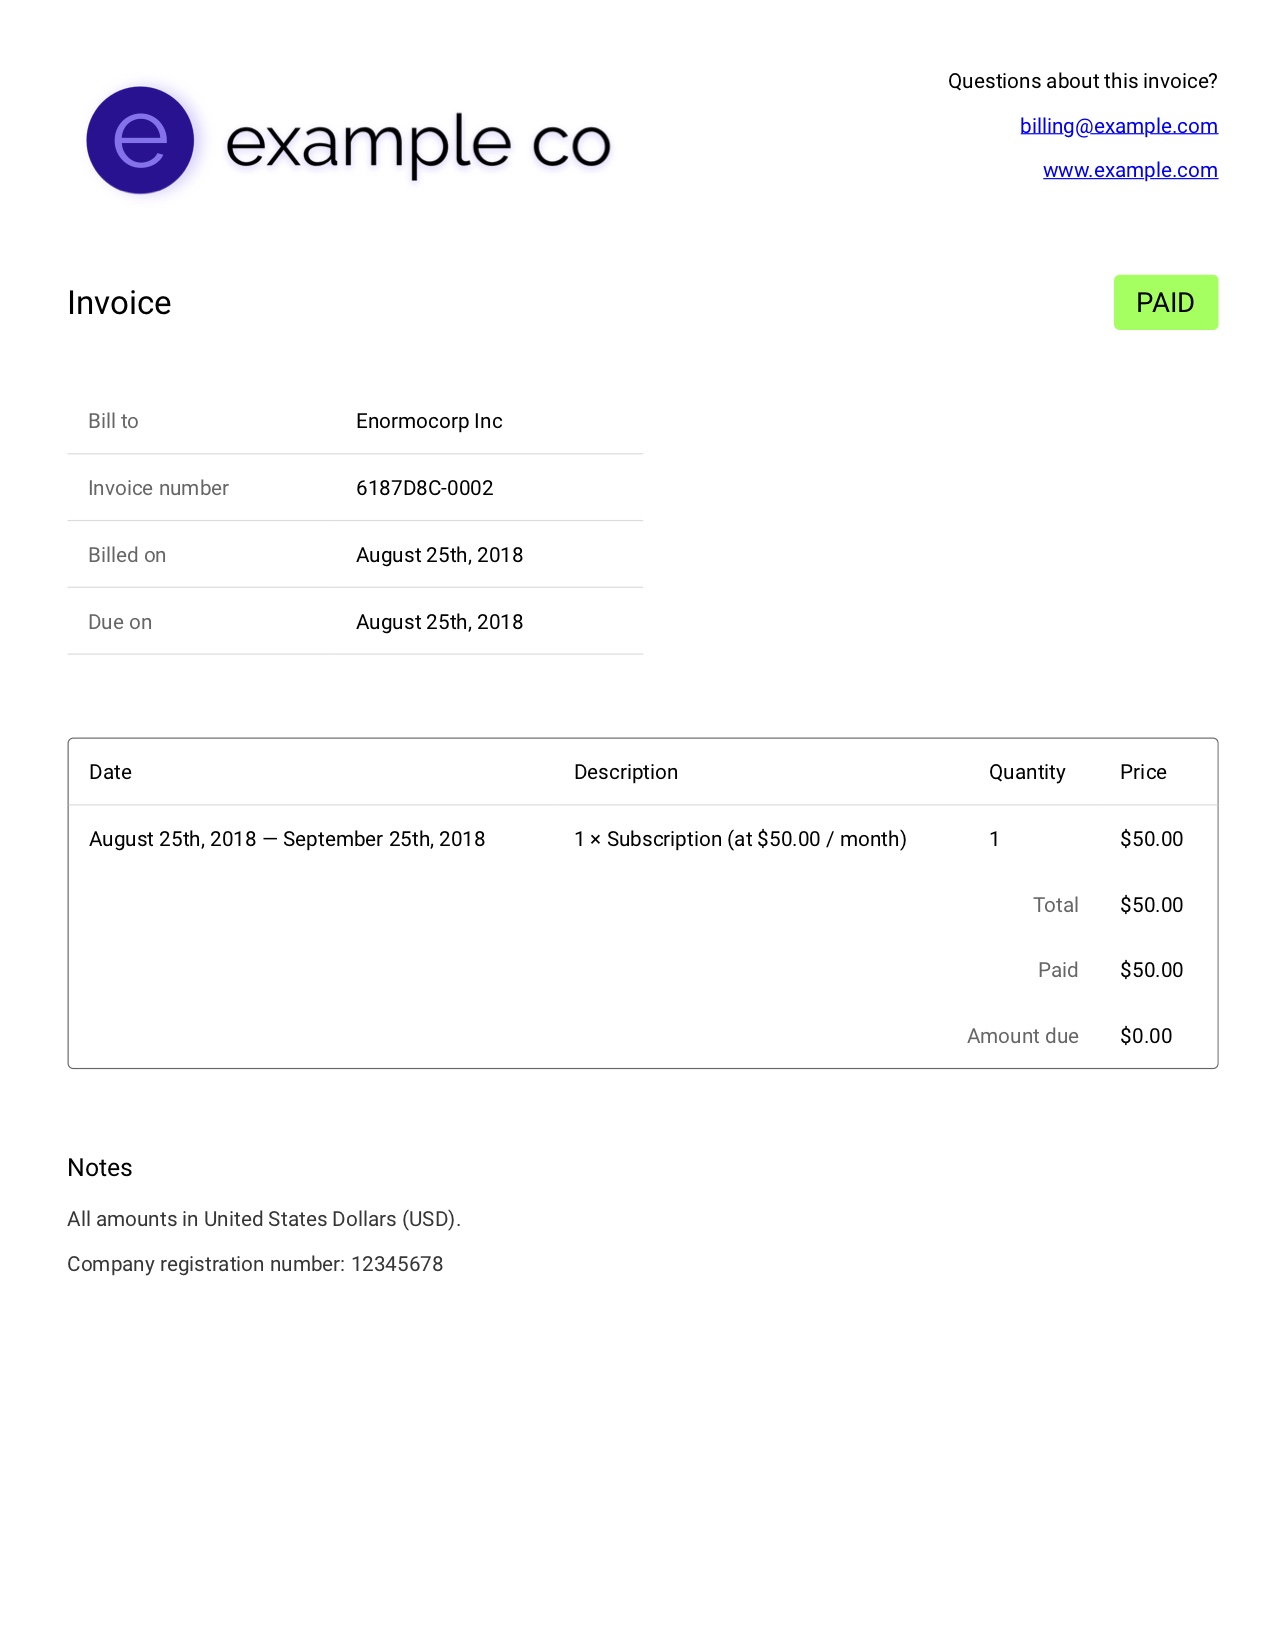 e example co
Questions about this invoice?
billing@example.com
www.example.com
Invoice
PAID
Bill to Enormocorp Inc
Invoice number 6187D8C-0002
Billed on August 25th, 2018
Due on August 25th, 2018
Date Description Quantity Price
August 25th, 2018 — September 25th, 2018 1 × Subscription (at $50.00 / month) 1 $50.00
Total $50.00
Paid $50.00
Amount due $0.00
Notes
All amounts in United States Dollars (USD).
Company registration number: 12345678